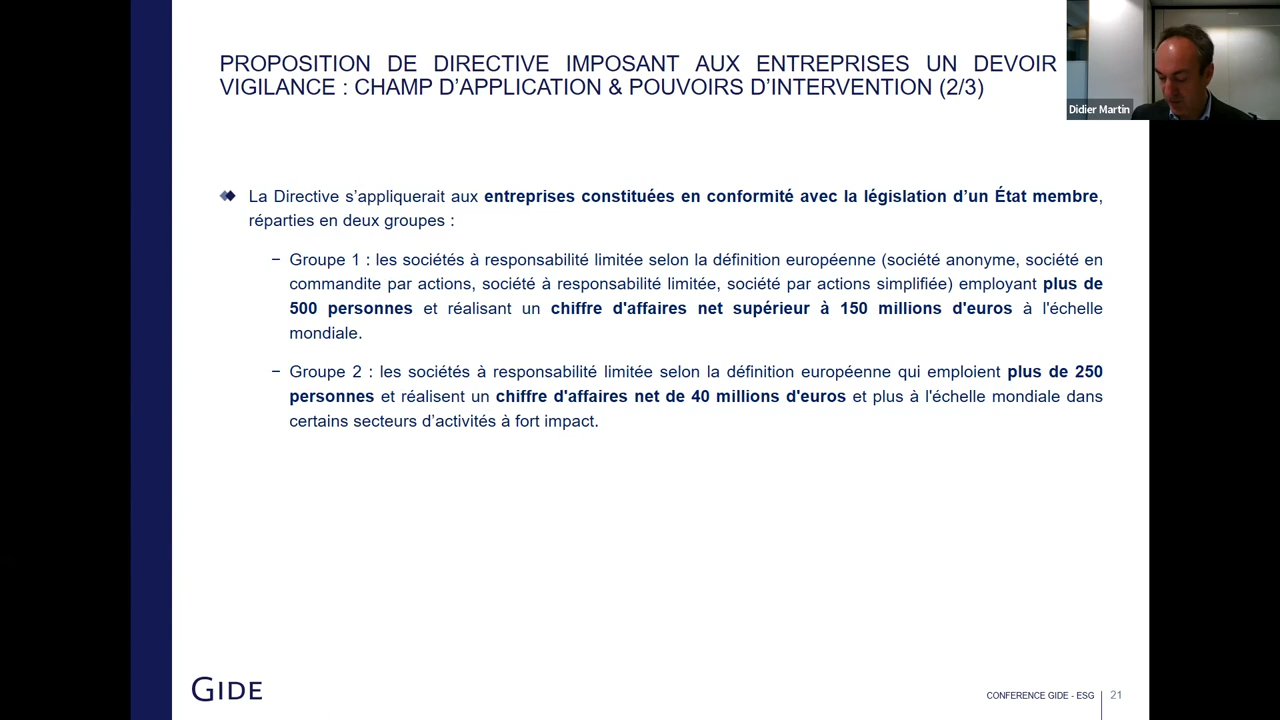 PROPOSITION DE DIRECTIVE IMPOSANT AUX ENTREPRISES UN DEVOIR
VIGILANCE : CHAMP D’APPLICATION & POUVOIRS D’INTERVENTION (2/3)
Didier Martin
La Directive s’appliquerait aux entreprises constituées en conformité avec la législation d’un État membre,
réparties en deux groupes :
− Groupe 1 : les sociétés à responsabilité limitée selon la définition européenne (société anonyme, société en
commandite par actions, société à responsabilité limitée, société par actions simplifiée) employant plus de
500 personnes et réalisant un chiffre d'affaires net supérieur à 150 millions d'euros à l'échelle
mondiale.
− Groupe 2 : les sociétés à responsabilité limitée selon la définition européenne qui emploient plus de 250
personnes et réalisent un chiffre d'affaires net de 40 millions d'euros et plus à l'échelle mondiale dans
certains secteurs d’activités à fort impact.
GIDE
CONFERENCE GIDE - ESG 21